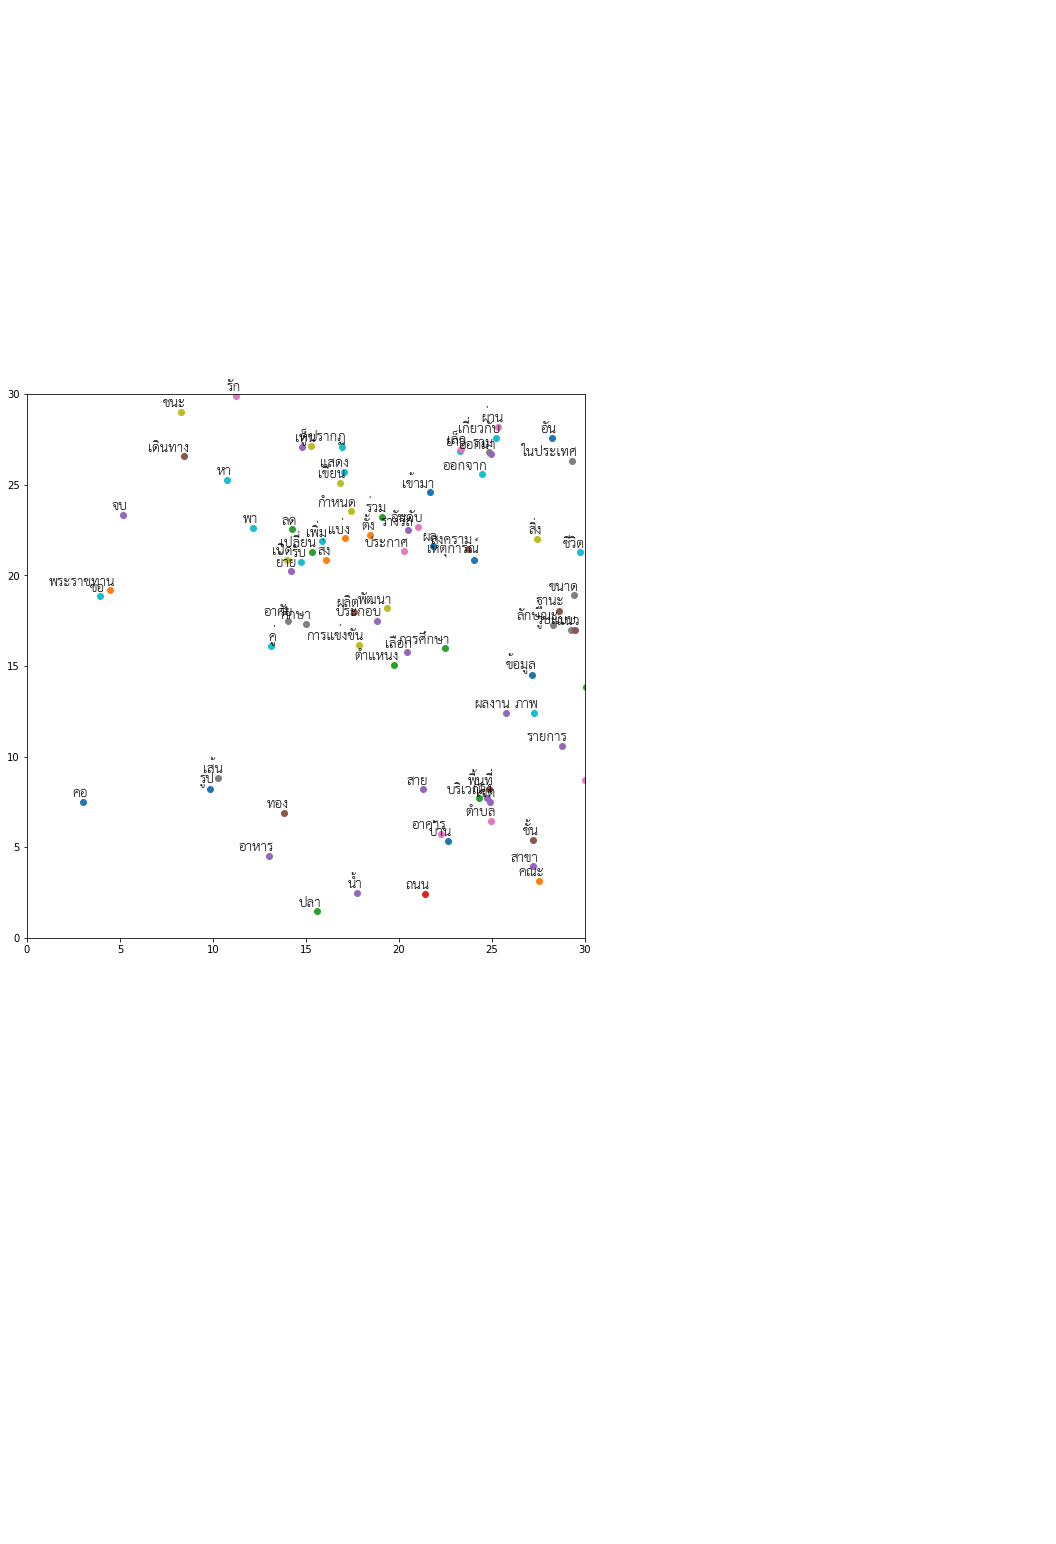 รัก
30
ชนะ
ผ่าน
เกี่ยวกับ
อัน
ปรากฏ
เดินทาง
ในประเทศ
แสดง
ออกจาก
หา
เขียน
เข้ามา
25
กำหนด
ร่วม
จบ
พา
ลด
เพิ่ม
แบ่ง
ตั้ง
ผล
สิ่ง
เปลี่ยน
ประกาศ
สงคราม
เหตุการณ์
ชีวิต
เปิด
รับ
ส่ง
ย้าย
20
พระราชทาน
ขอ
ขนาด
ผลิต
พัฒนา
ประกอบ
ฐานะ
ลักษณะ
แนว
คู่
การแข่งขัน
เลือก
การศึกษา
ตำแหน่ง
15
ข้อมูล
ผลงาน
ภาพ
รายการ
10
เส้น
รูป
สาย
พื้นที่
บริเวณ
คอ
ทอง
ตำบล
อาคาร
บ้าน
ชั้น
5
อาหาร
สาขา
คณะ
น้ำ
ถนน
ปลา
0
0 5 10 15 20 25 30